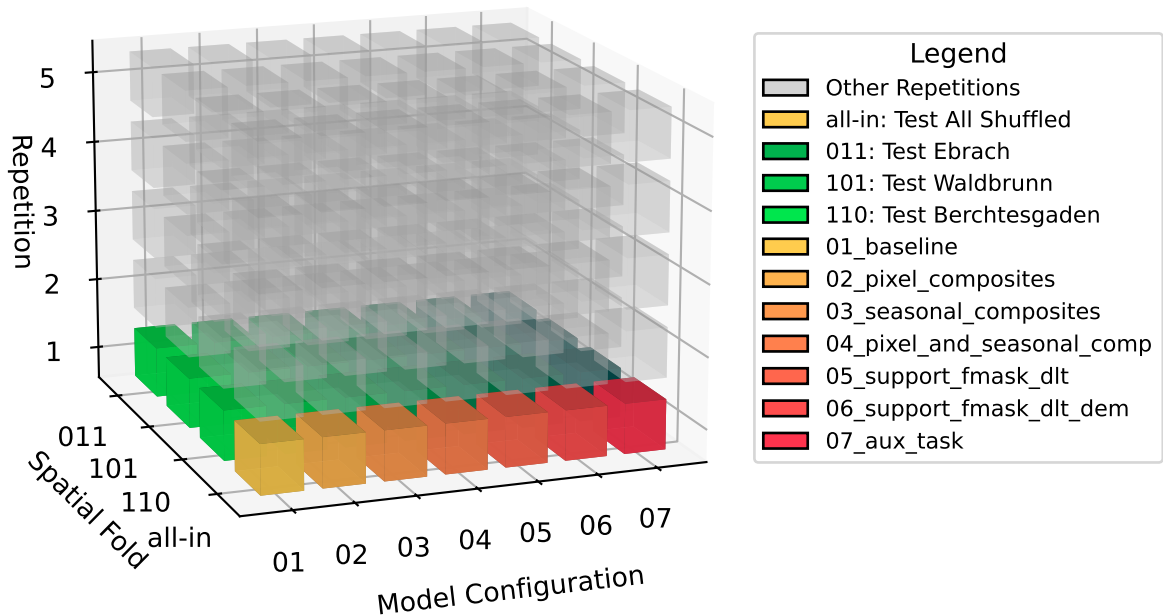 5
4
3
2
1
Repetition
011
101
110
all-in
Spatial Fold
01
02
03
04
05
06
07
Model Configuration
Legend
Other Repetitions
all-in: Test All Shuffled
011: Test Ebrach
101: Test Waldbrunn
110: Test Berchtesgaden
01_baseline
02_pixel_composites
03_seasonal_composites
04_pixel_and_seasonal_comp
05_support_fmask_dlt
06_support_fmask_dlt_dem
07_aux_task